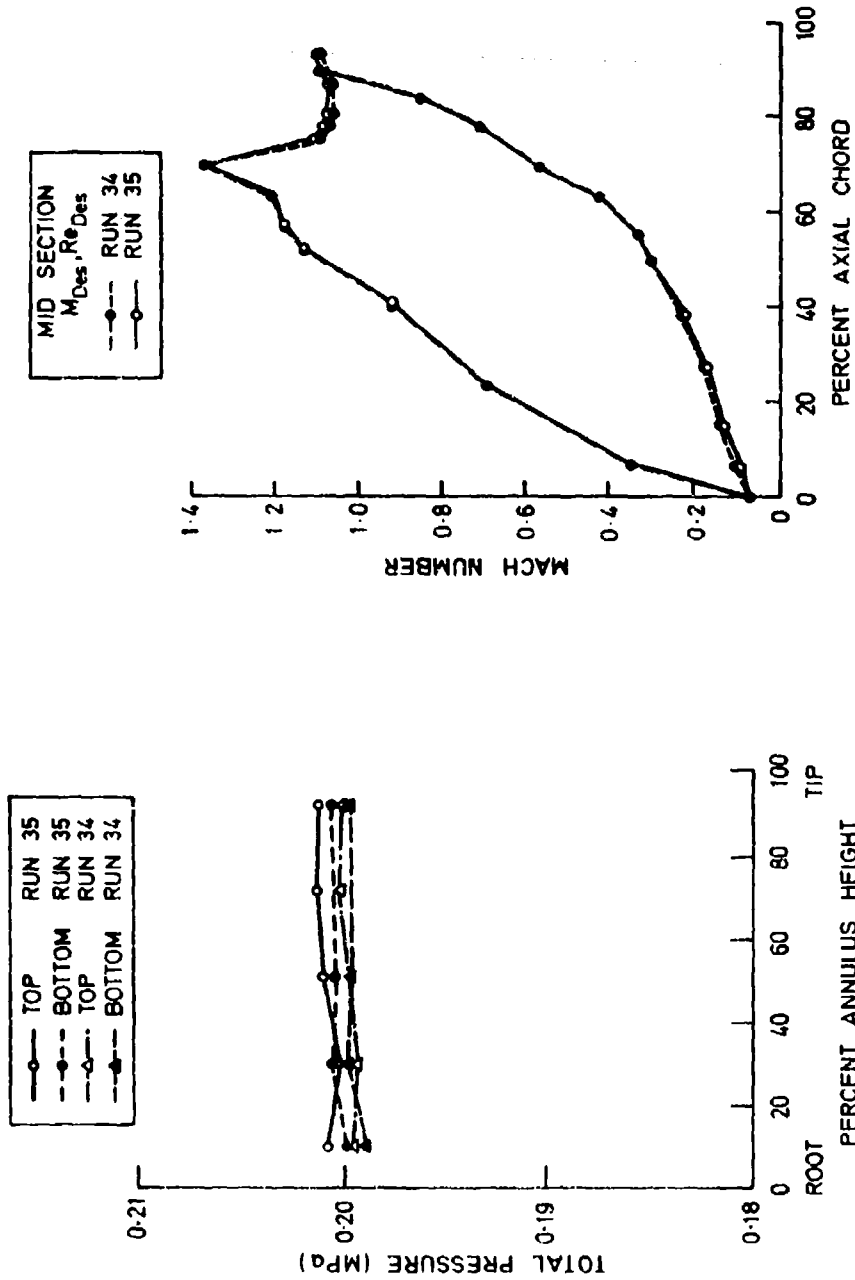 TOP RUN 35
BOTTOM RUN 35
TOP RUN 34
BOTTOM RUN 34
0·21
0·20
0·19
0·18
TOTAL PRESSURE (MPa)
0 20 40 60 80 100
ROOT TIP
PERCENT ANNULUS HEIGHT
MID SECTION
MDes, ReDes
RUN 34
RUN 35
1·4
1·2
1·0
0·8
0·6
0·4
0·2
0
MACH NUMBER
0 20 40 60 80 100
PERCENT AXIAL CHORD